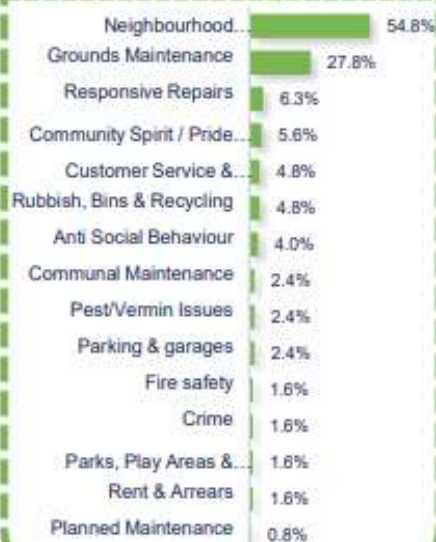 Neighbourhood... 54.8%
Grounds Maintenance 27.8%
Responsive Repairs 6.3%
Community Spirit / Pride... 5.6%
Customer Service &... 4.8%
Rubbish, Bins & Recycling 4.8%
Anti Social Behaviour 4.0%
Communal Maintenance 2.4%
Pest/Vermin Issues 2.4%
Parking & garages 2.4%
Fire safety 1.6%
Crime 1.6%
Parks, Play Areas &... 1.6%
Rent & Arrears 1.6%
Planned Maintenance 0.8%